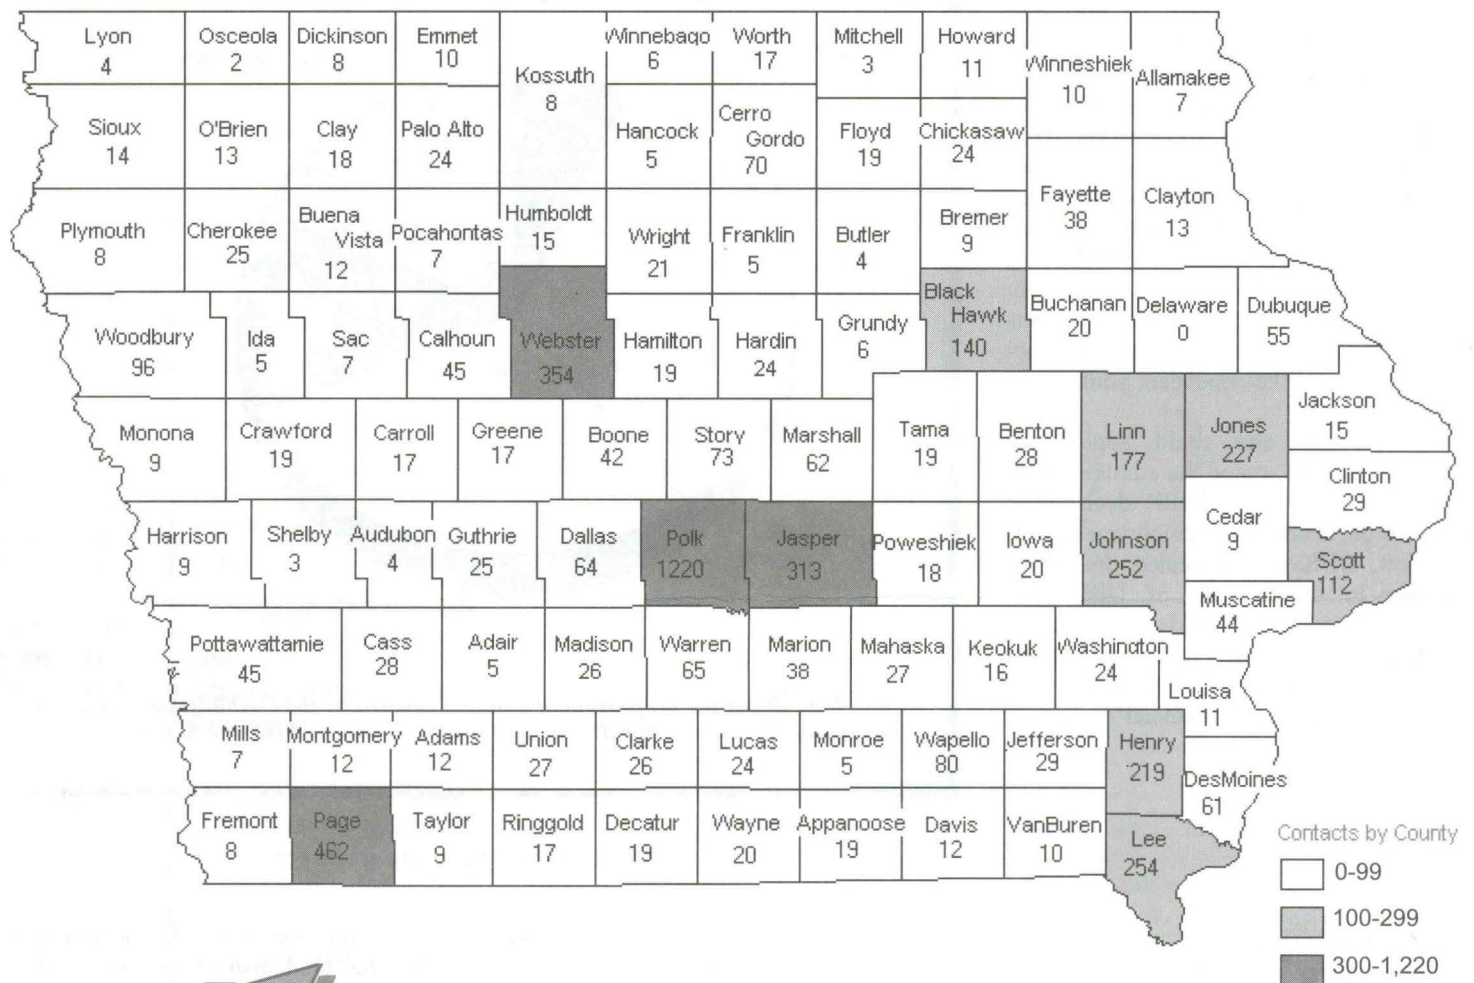 Lyon
4
Osceola
2
Dickinson
8
Emmet
10
Kossuth
8
Winnebago
6
Worth
17
Mitchell
3
Howard
11
Winneshiek
10
Allamakee
7
Sioux
14
O'Brien
13
Clay
18
Palo Alto
24
Hancock
5
Cerro
Gordo
70
Floyd
19
Chickasaw
24
Plymouth
8
Cherokee
25
Buena
Vista
12
Pocahontas
7
Humboldt
15
Wright
21
Franklin
5
Butler
4
Bremer
9
Fayette
38
Clayton
13
Woodbury
96
Ida
5
Sac
7
Calhoun
45
Webster
354
Hamilton
19
Hardin
24
Grundy
6
Black
Hawk
140
Buchanan
20
Delaware
0
Dubuque
55
Monona
9
Crawford
19
Carroll
17
Greene
17
Boone
42
Story
73
Marshall
62
Tama
19
Benton
28
Linn
177
Jones
227
Jackson
15
Clinton
29
Harrison
9
Shelby
3
Audubon
4
Guthrie
25
Dallas
64
Polk
1220
Jasper
313
Poweshiek
18
Iowa
20
Johnson
252
Cedar
9
Scott
112
Muscatine
44
Pottawattamie
45
Cass
28
Adair
5
Madison
26
Warren
65
Marion
38
Mahaska
27
Keokuk
16
Washington
24
Louisa
11
Mills
7
Montgomery
12
Adams
12
Union
27
Clarke
26
Lucas
24
Monroe
5
Wapello
80
Jefferson
29
Henry
219
DesMoines
61
Fremont
8
Page
462
Taylor
9
Ringgold
17
Decatur
19
Wayne
20
Appanoose
19
Davis
12
VanBuren
10
Lee
254
Contacts by County
0-99
100-299
300-1,220